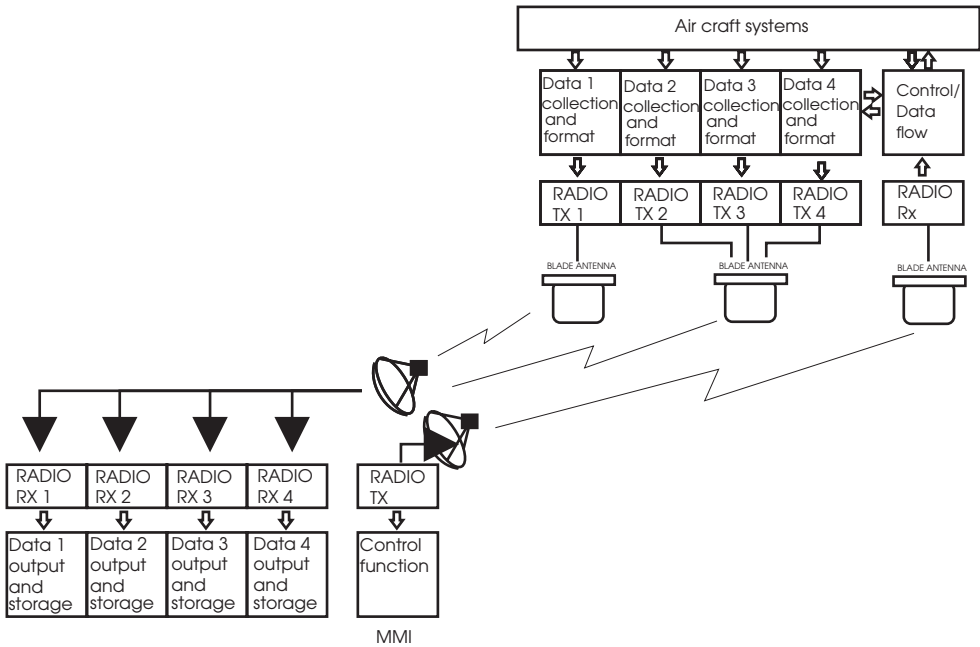 Air craft systems
Data 1
collection
and
format
Data 2
collection
and
format
Data 3
collection
and
format
Data 4
collection
and
format
Control/
Data
flow
RADIO
TX 1
RADIO
TX 2
RADIO
TX 3
RADIO
TX 4
RADIO
Rx
BLADE ANTENNA
BLADE ANTENNA
BLADE ANTENNA
RADIO
RX 1
RADIO
RX 2
RADIO
RX 3
RADIO
RX 4
RADIO
TX
Data 1
output
and
storage
Data 2
output
and
storage
Data 3
output
and
storage
Data 4
output
and
storage
Control
function
MMI